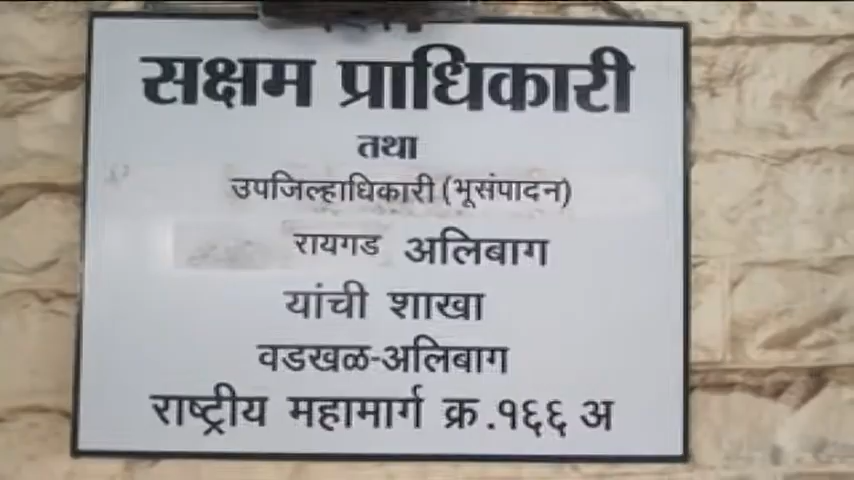 सक्षम प्राधिकारी
तथा
उपजिल्हाधिकारी (भूसंपादन)
रायगड अलिबाग
यांची शाखा
वडखळ-अलिबाग
राष्ट्रीय महामार्ग क्र.१६६ अ